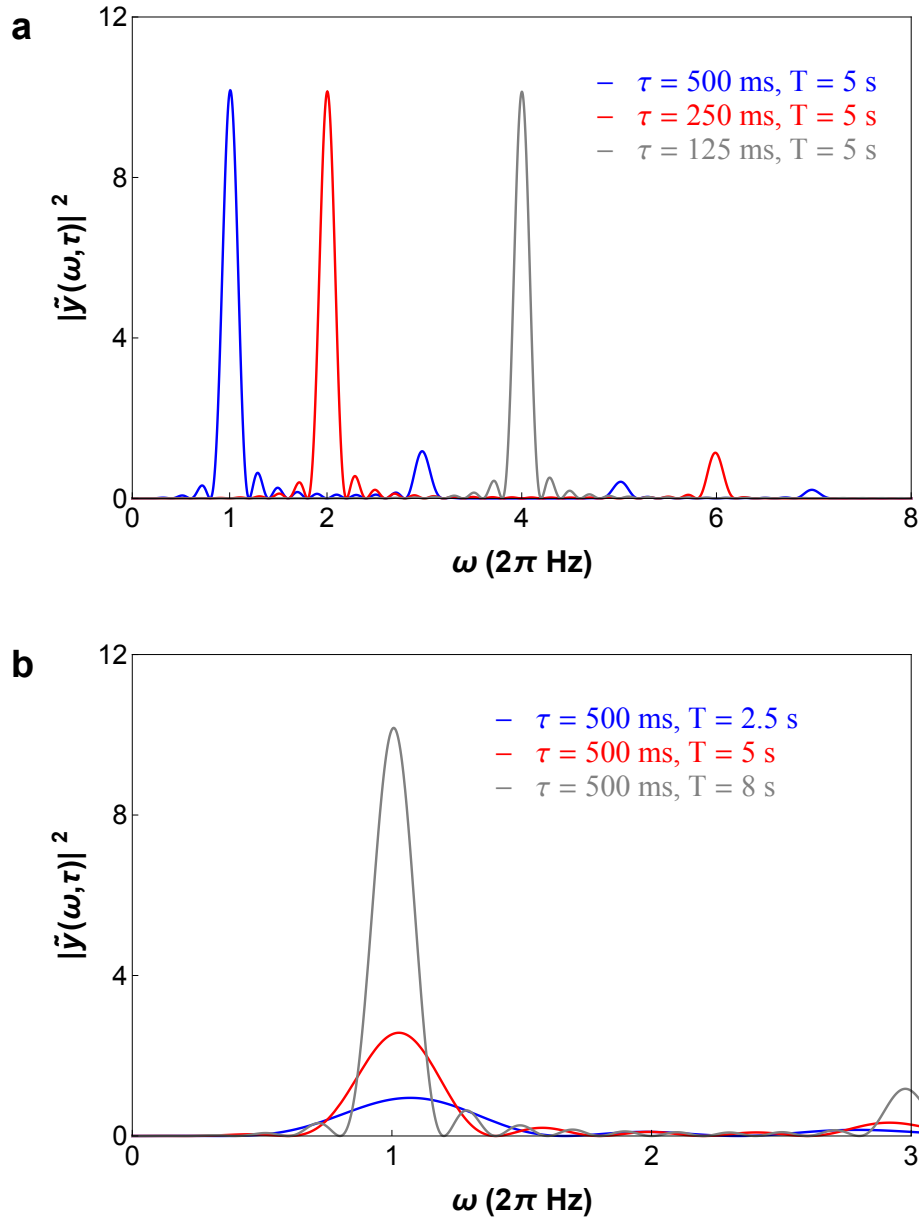 a
12
8
4
0
|ỹ(ω,τ)| 2
– τ = 500 ms, T = 5 s
– τ = 250 ms, T = 5 s
– τ = 125 ms, T = 5 s
0 1 2 4 6 8
ω (2π Hz)
b
12
8
4
0
|ỹ(ω,τ)| 2
– τ = 500 ms, T = 2.5 s
– τ = 500 ms, T = 5 s
– τ = 500 ms, T = 8 s
0 1 2 3
ω (2π Hz)